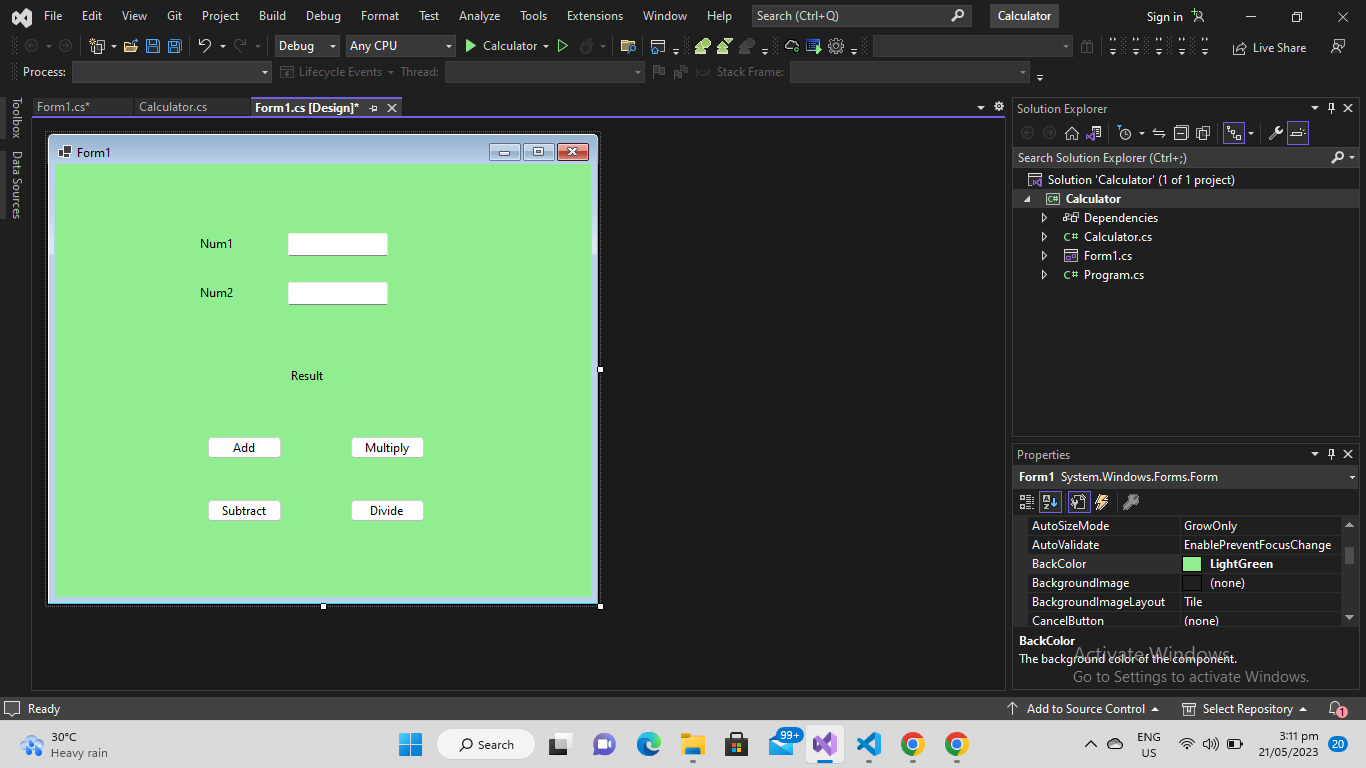 File Edit View Git Project Build Debug Format Test Analyze Tools Extensions Window Help Search (Ctrl+Q) Calculator Sign in
Debug Any CPU Calculator Live Share
Process: Lifecycle Events Thread: Stack Frame:
Form1.cs* Calculator.cs Form1.cs [Design]*
Toolbox
Data Sources
Form1
Num1
Num2
Result
Add Multiply
Subtract Divide
Solution Explorer
Search Solution Explorer (Ctrl+;)
Solution 'Calculator' (1 of 1 project)
C# Calculator
Dependencies
C# Calculator.cs
Form1.cs
C# Program.cs
Properties
Form1 System.Windows.Forms.Form
AutoSizeMode GrowOnly
AutoValidate EnablePreventFocusChange
BackColor LightGreen
BackgroundImage (none)
BackgroundImageLayout Tile
CancelButton (none)
BackColor
The background color of the component.
Activate Windows
Go to Settings to activate Windows.
Ready Add to Source Control Select Repository 1
30°C
Heavy rain
Search
99+
ENG
US
3:11 pm
21/05/2023
20